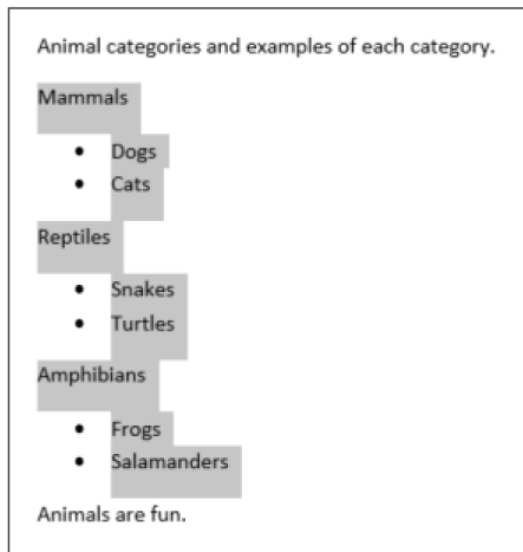 Animal categories and examples of each category.
Mammals
• Dogs
• Cats
Reptiles
• Snakes
• Turtles
Amphibians
• Frogs
• Salamanders
Animals are fun.